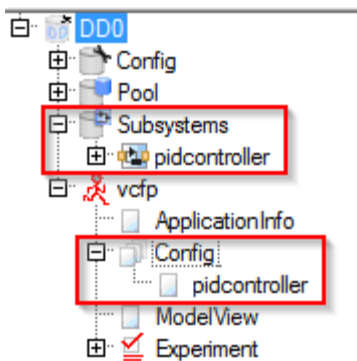 DD0
Config
Pool
Subsystems
pidcontroller
vcfp
ApplicationInfo
Config
pidcontroller
ModelView
Experiment